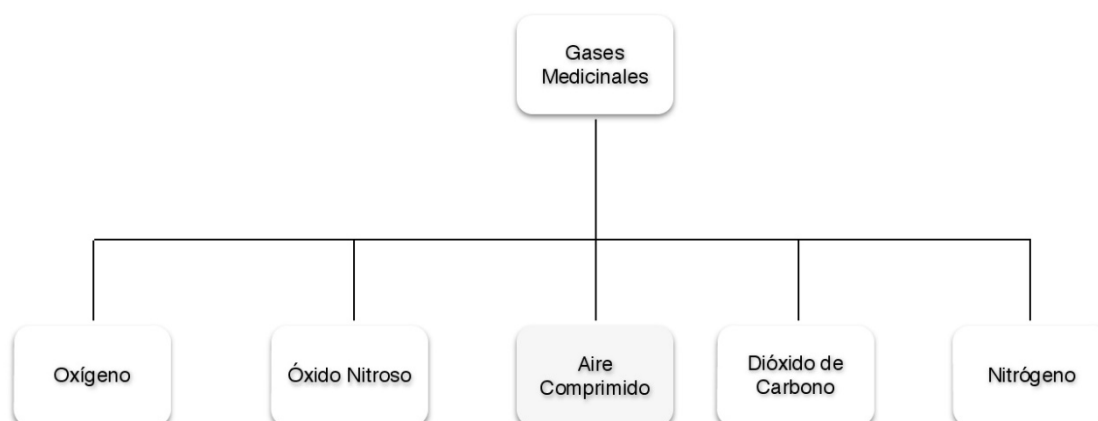 Gases
Medicinales
Oxígeno
Óxido Nitroso
Aire
Comprimido
Dióxido de
Carbono
Nitrógeno